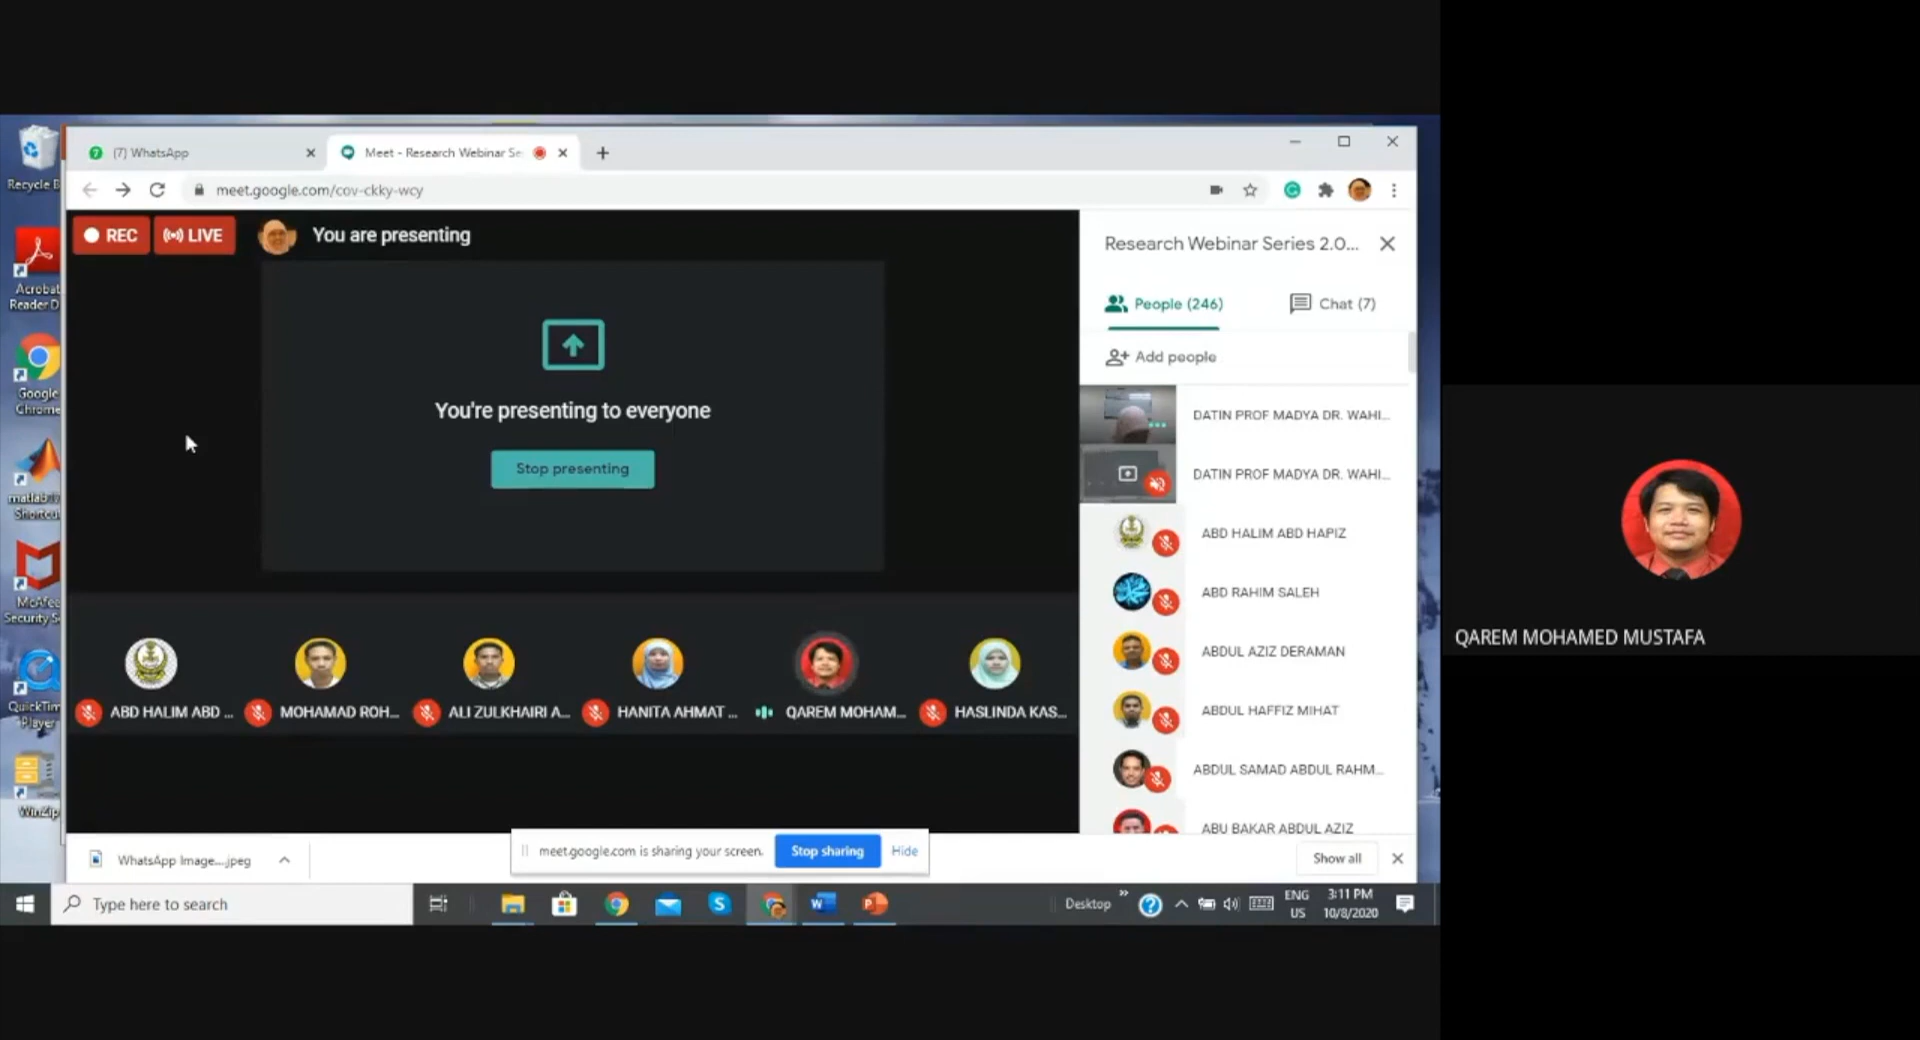 Recycle B
Acrobat
Reader D
Google
Chrome
matlab
Shortcu
McAfee
Security S
QuickTim
Player
WinZip
(7) WhatsApp
Meet - Research Webinar Se
meet.google.com/cov-ckky-wcy
REC
LIVE
You are presenting
You're presenting to everyone
Stop presenting
ABD HALIM ABD ...
MOHAMAD ROH...
ALI ZULKHAIRI A...
HANITA AHMAT ...
QAREM MOHAM...
HASLINDA KAS...
Research Webinar Series 2.0...
People (246)
Chat (7)
Add people
DATIN PROF MADYA DR. WAHI...
DATIN PROF MADYA DR. WAHI...
ABD HALIM ABD HAPIZ
ABD RAHIM SALEH
ABDUL AZIZ DERAMAN
ABDUL HAFFIZ MIHAT
ABDUL SAMAD ABDUL RAHM...
ABU BAKAR ABDUL AZIZ
WhatsApp Image....jpeg
meet.google.com is sharing your screen.
Stop sharing
Hide
Show all
Type here to search
Desktop
ENG
US
3:11 PM
10/8/2020
QAREM MOHAMED MUSTAFA